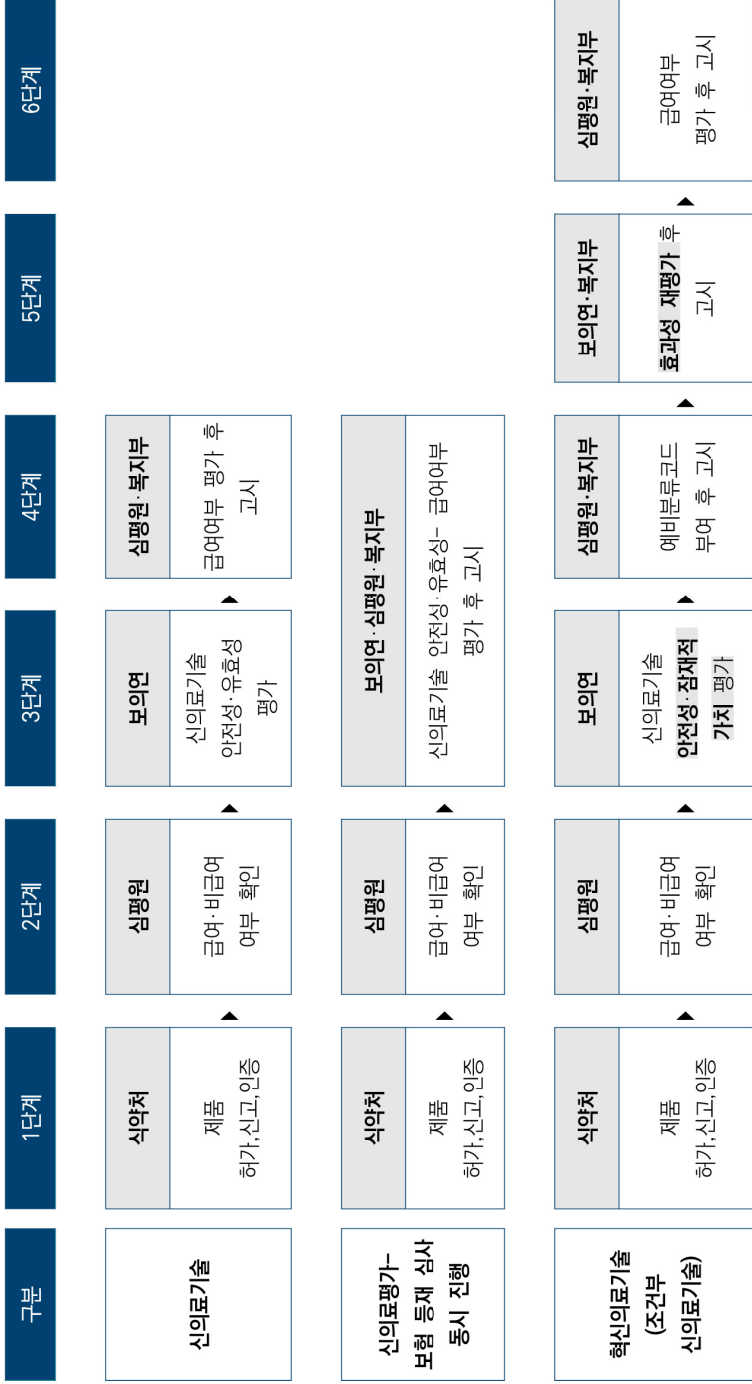 구분
1단계
2단계
3단계
4단계
5단계
6단계
신의료기술
식약처
제품
허가,신고,인증
심평원
급여·비급여
여부 확인
보의연
신의료기술
안전성·유효성
평가
심평원·복지부
급여여부 평가 후
고시
신의료평가-
보험 등재 심사
동시 진행
식약처
제품
허가,신고,인증
심평원
급여·비급여
여부 확인
보의연·심평원·복지부
신의료기술 안전성·유효성- 급여여부
평가 후 고시
혁신의료기술
(조건부
신의료기술)
식약처
제품
허가,신고,인증
심평원
급여·비급여
여부 확인
보의연
신의료기술
안전성·잠재적
가치 평가
심평원·복지부
예비분류코드
부여 후 고시
보의연·복지부
효과성 재평가 후
고시
심평원·복지부
급여여부
평가 후 고시